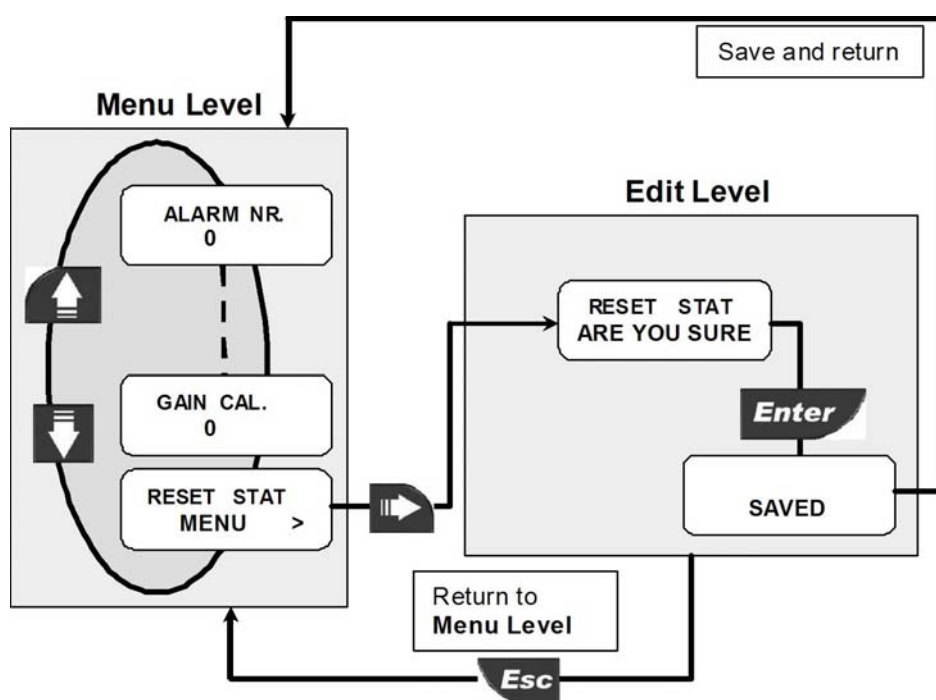 Save and return
Menu Level
ALARM NR.
0
GAIN CAL.
0
RESET STAT
MENU >
Edit Level
RESET STAT
ARE YOU SURE
Enter
SAVED
Return to
Menu Level
Esc